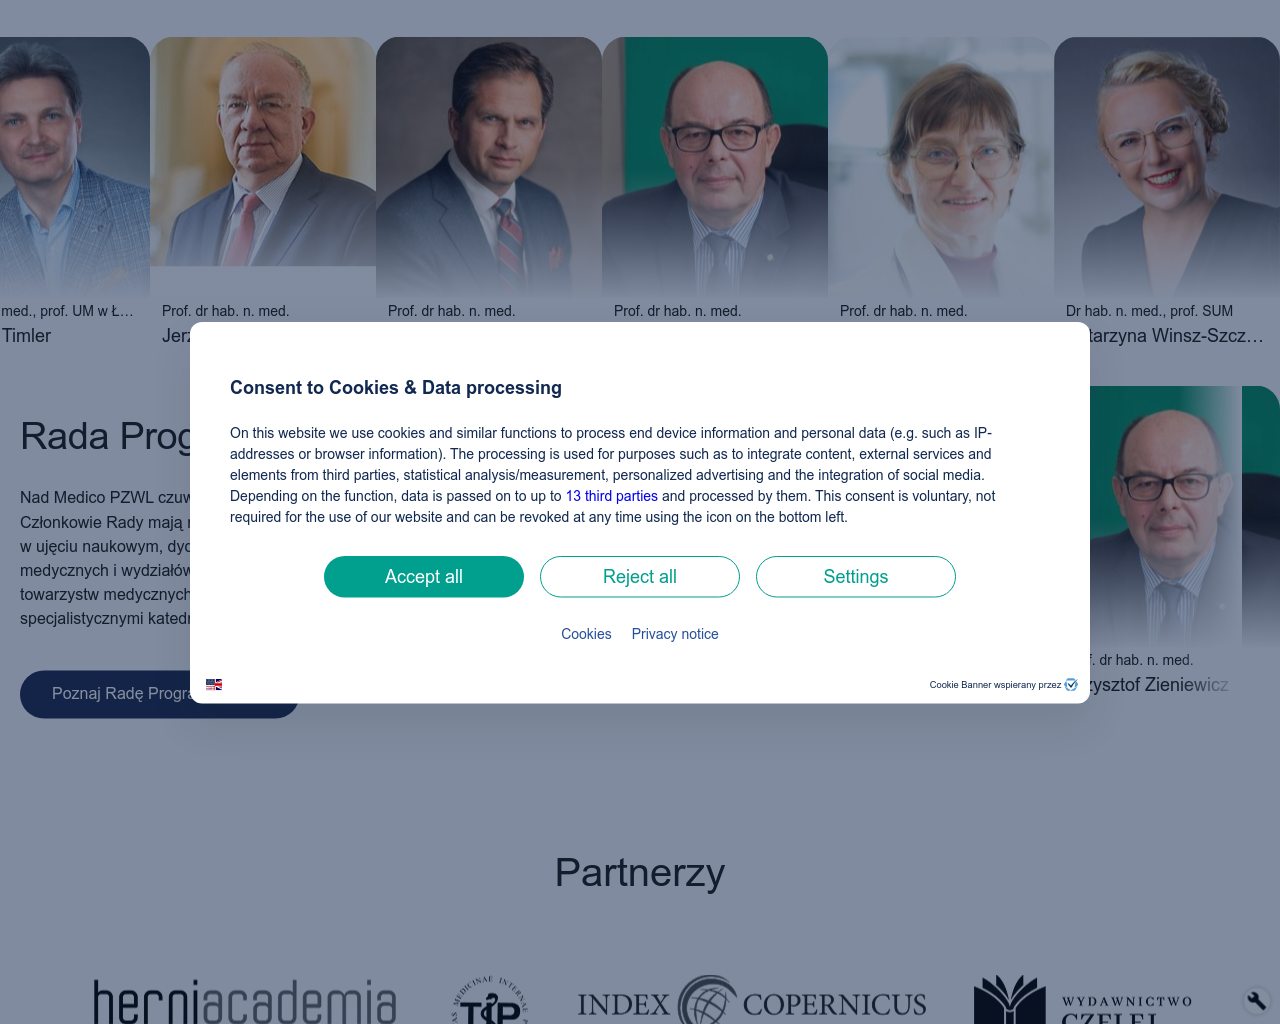 med., prof. UM w Ł...
Timler
Prof. dr hab. n. med.
Prof. dr hab. n. med.
Prof. dr hab. n. med.
Prof. dr hab. n. med.
Dr hab. n. med., prof. SUM
tarzyna Winsz-Szcz...
Consent to Cookies & Data processing
On this website we use cookies and similar functions to process end device information and personal data (e.g. such as IP-
addresses or browser information). The processing is used for purposes such as to integrate content, external services and
elements from third parties, statistical analysis/measurement, personalized advertising and the integration of social media.
Depending on the function, data is passed on to up to 13 third parties and processed by them. This consent is voluntary, not
required for the use of our website and can be revoked at any time using the icon on the bottom left.
Accept all
Reject all
Settings
Cookies
Privacy notice
Cookie Banner wspierany przez
Rada Prog
Nad Medico PZWL czuw
Członkowie Rady mają
w ujęciu naukowym, dyd
medycznych i wydziałów
towarzystw medycznych
specjalistycznymi kated
Poznaj Radę Progra
f. dr hab. n. med.
zysztof Zieniewicz
Partnerzy
herniacademia
TIP
INDEX COPERNICUS
WYDAWNICTWO
CZELEJ